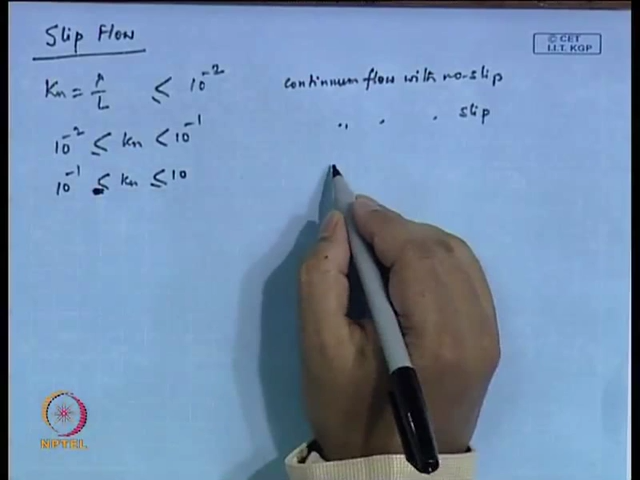 Slip Flow
© CET
I.I.T. KGP
Kn = λ/L ≤ 10⁻² continuum flow with no-slip
10⁻² ≤ Kn < 10⁻¹ " " " slip
10⁻¹ ≤ Kn ≤ 10
NPTEL